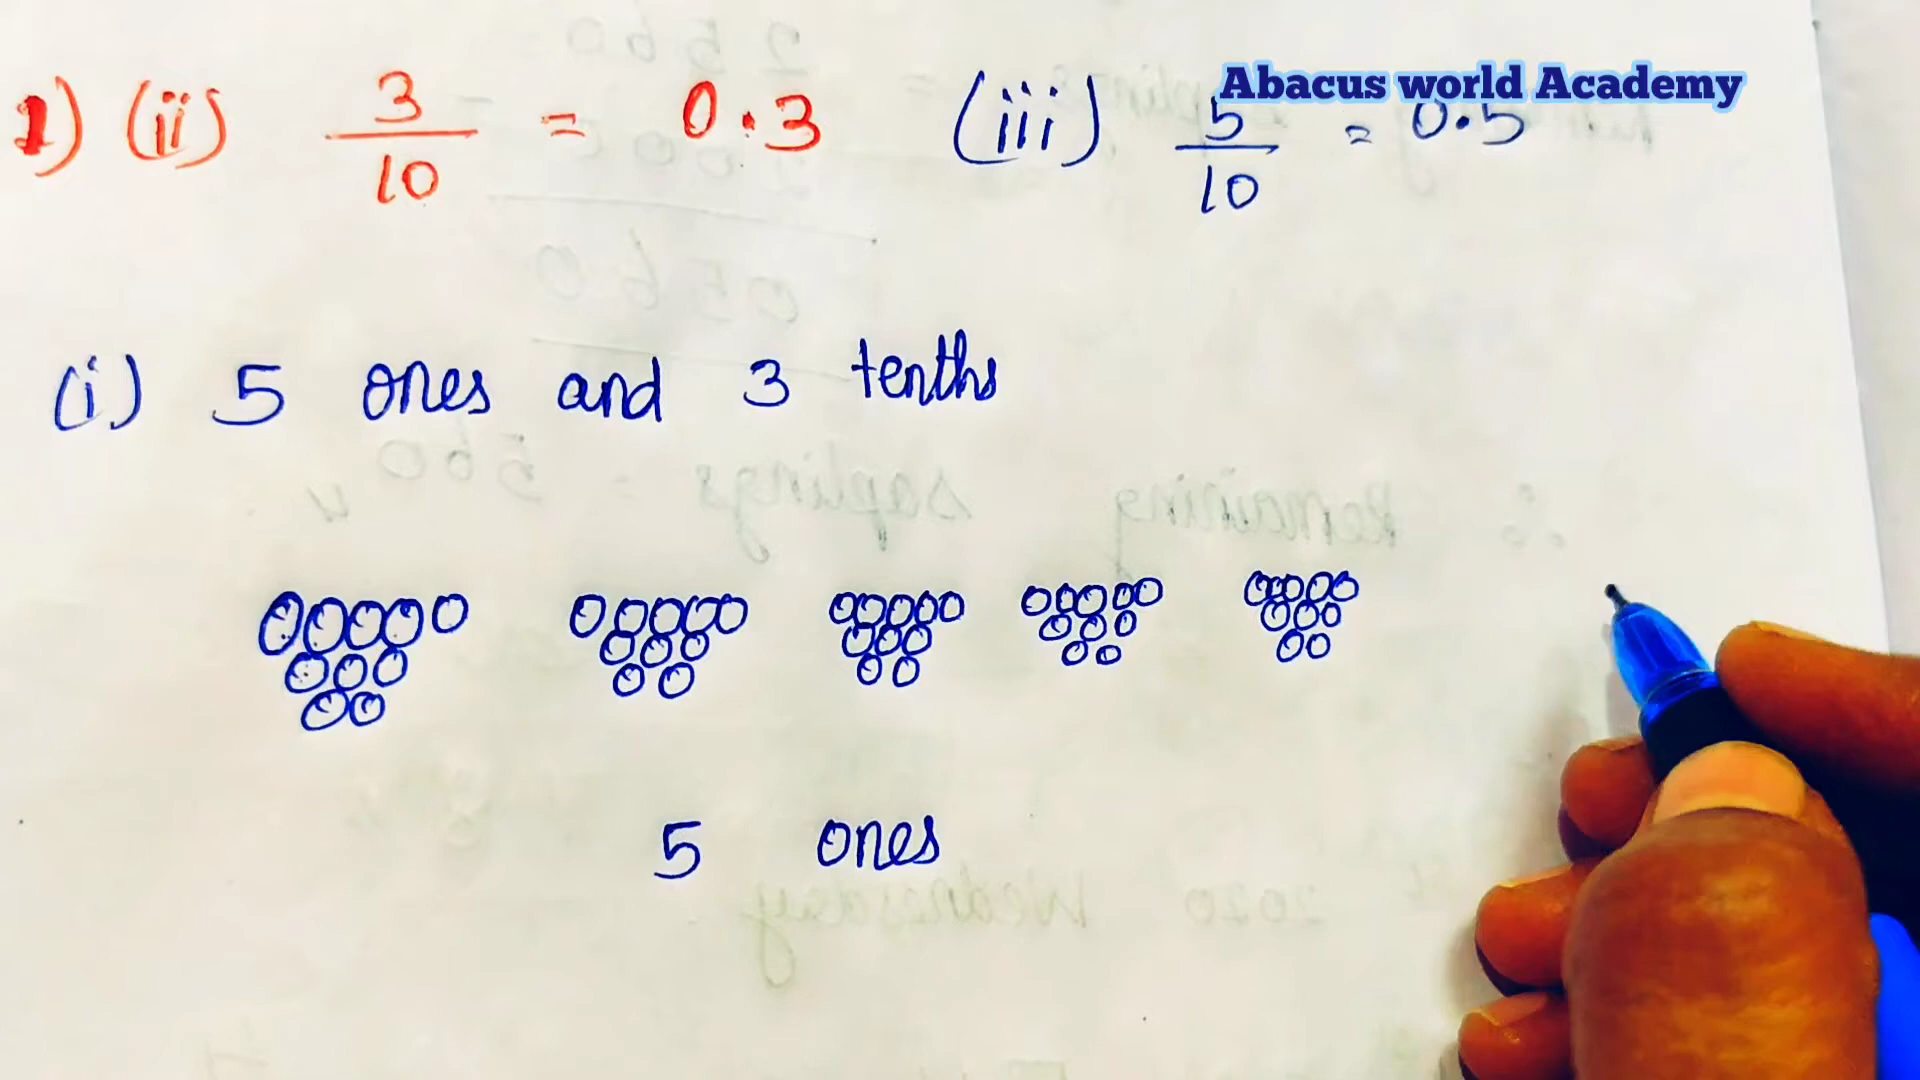 Abacus world Academy
1) (ii) 3/10 = 0.3 (iii) 5/10 = 0.5
(i) 5 ones and 3 tenths
5 ones